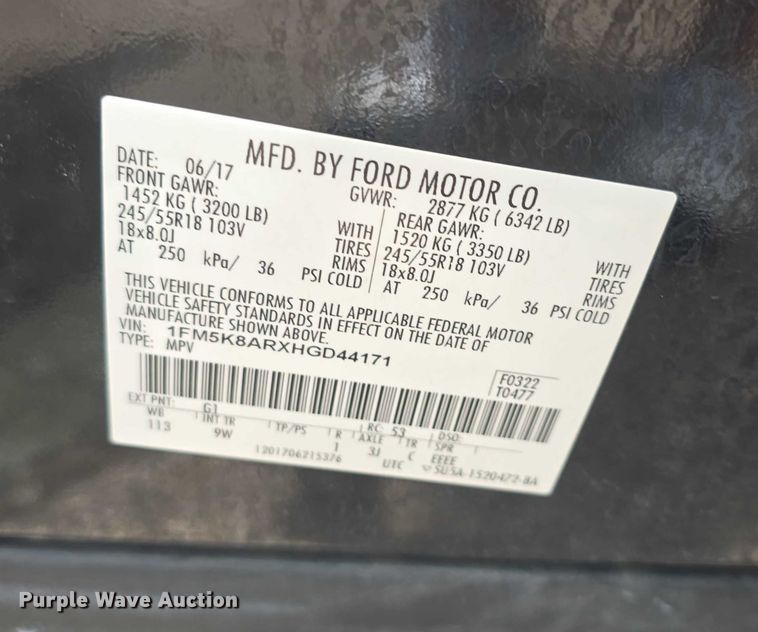 MFD. BY FORD MOTOR CO.
DATE: 06/17 GVWR: 2877 KG ( 6342 LB)
FRONT GAWR: REAR GAWR:
1452 KG ( 3200 LB) WITH 1520 KG ( 3350 LB) WITH
245/55R18 103V TIRES 245/55R18 103V TIRES
18x8.0J RIMS 18x8.0J RIMS
AT 250 kPa/ 36 PSI COLD AT 250 kPa/ 36 PSI COLD
THIS VEHICLE CONFORMS TO ALL APPLICABLE FEDERAL MOTOR
VEHICLE SAFETY STANDARDS IN EFFECT ON THE DATE OF
MANUFACTURE SHOWN ABOVE.
VIN: 1FM5K8ARXHGD44171
TYPE: MPV
F0322
T0477
EXT PNT: G1 RC: 53 DSO:
WB INT TR TP/PS R AXLE TR SPR
113 9W 1 3J C EEEE
1201706215376 UTC SU5A-1520472-BA
Purple Wave Auction